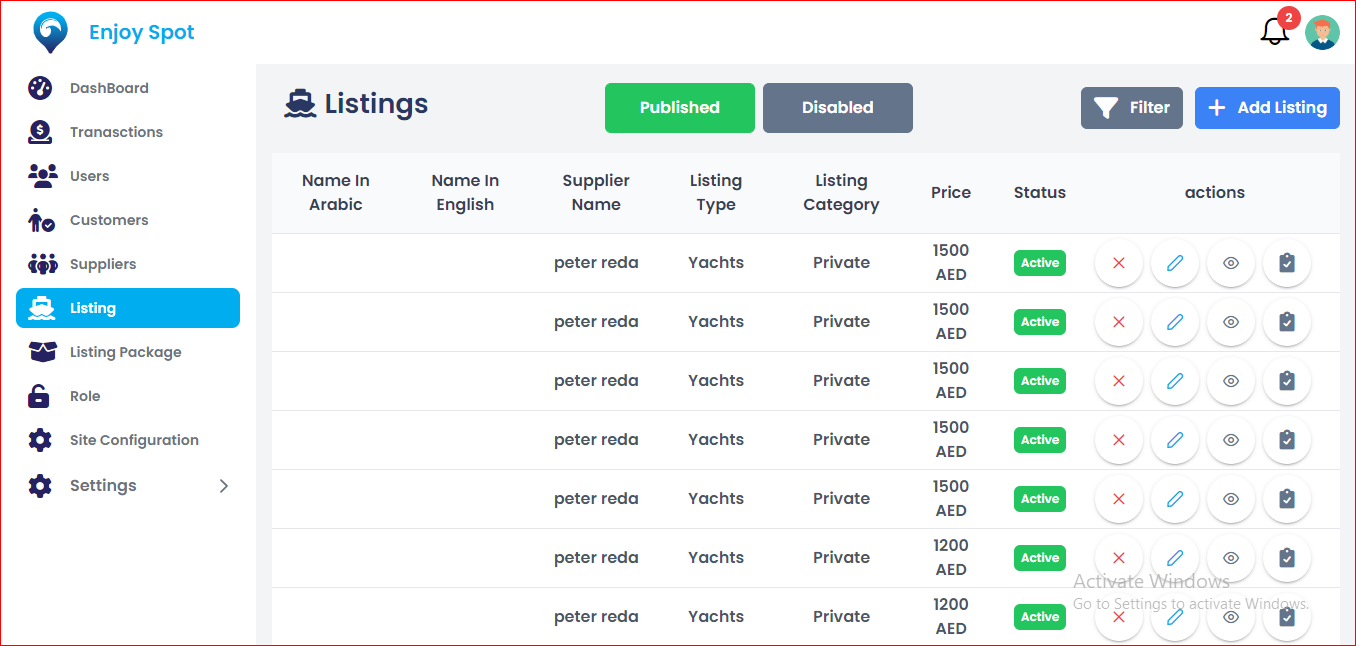 Enjoy Spot
2
DashBoard
Tranasctions
Users
Customers
Suppliers
Listing
Listing Package
Role
Site Configuration
Settings
Listings
Published
Disabled
Filter
Add Listing
Name In Arabic
Name In English
Supplier Name
Listing Type
Listing Category
Price
Status
actions
peter reda Yachts Private 1500 AED Active
peter reda Yachts Private 1500 AED Active
peter reda Yachts Private 1500 AED Active
peter reda Yachts Private 1500 AED Active
peter reda Yachts Private 1500 AED Active
peter reda Yachts Private 1200 AED Active
peter reda Yachts Private 1200 AED Active
Activate Windows
Go to Settings to activate Windows.